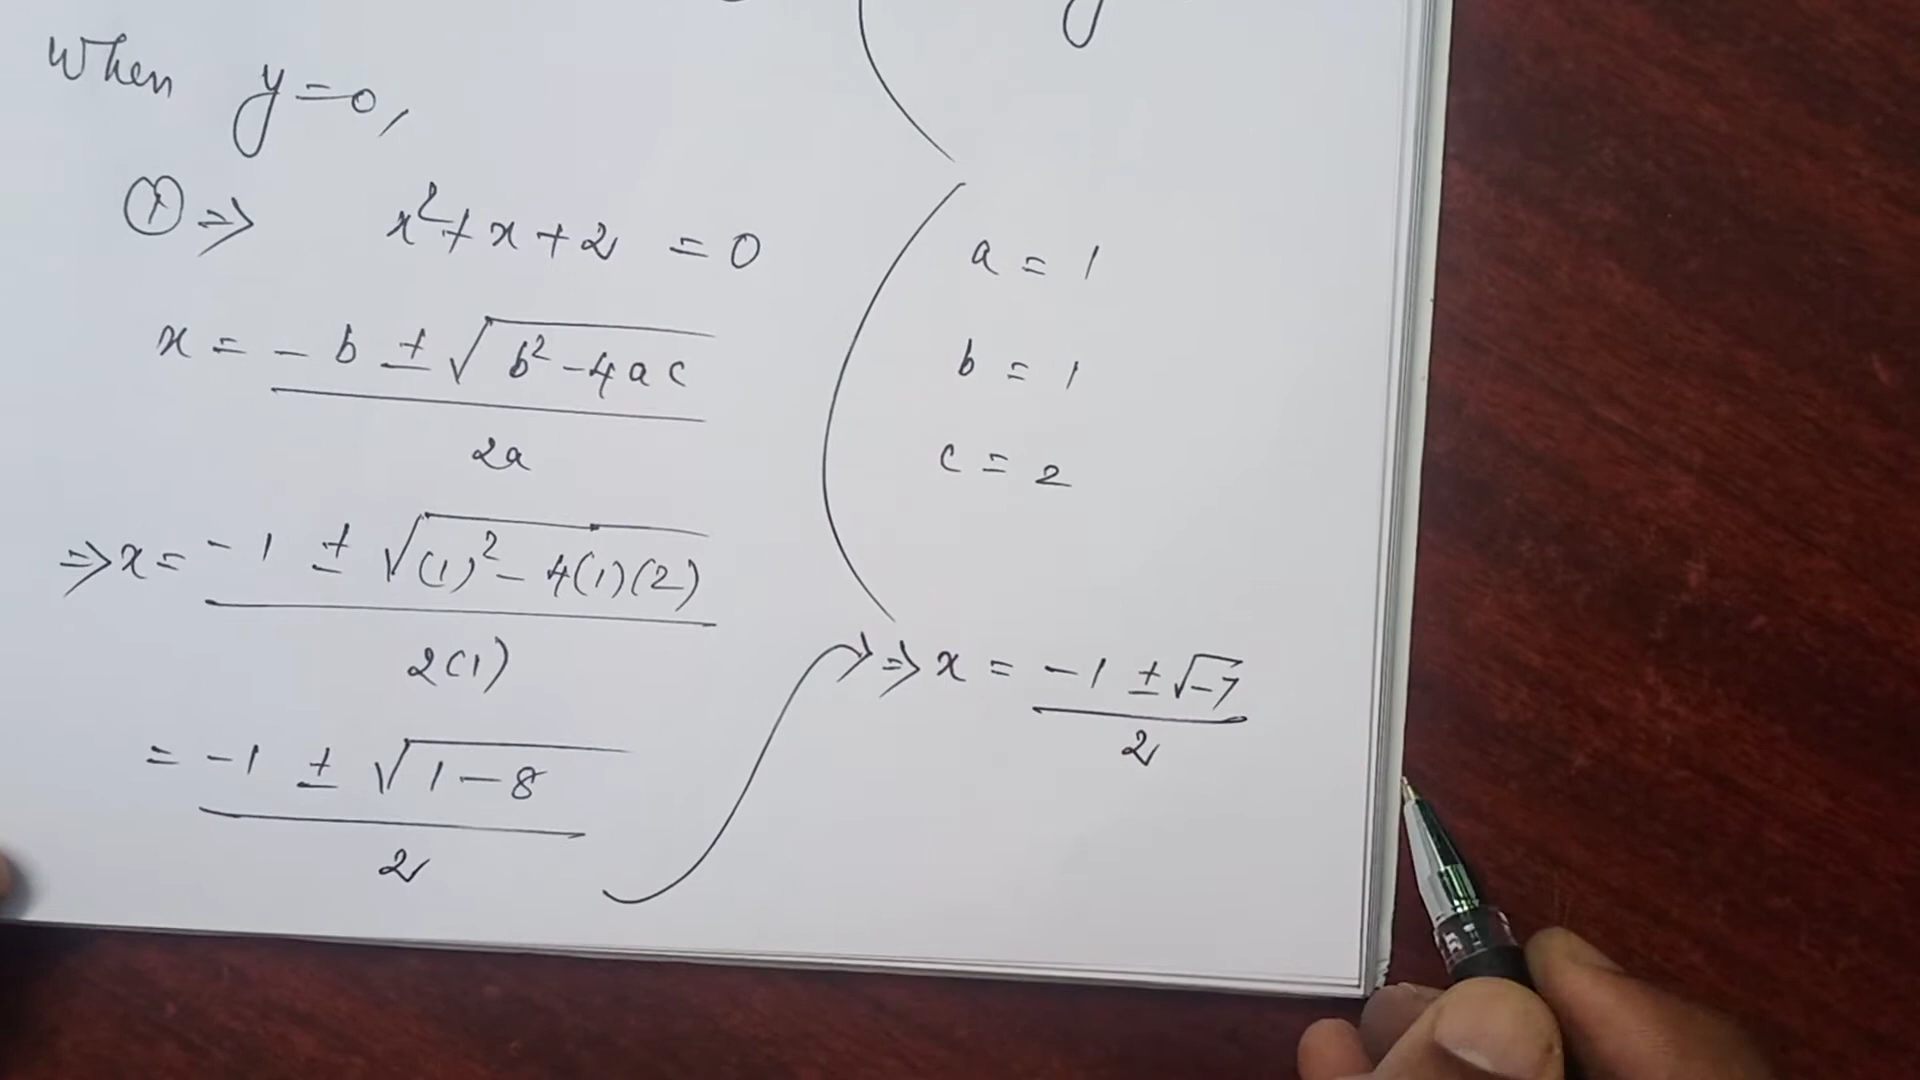 When y=0,
① ⇒ x²+x+2 = 0
x = -b ± √(b²-4ac)
2a
⇒ x = -1 ± √((1)²-4(1)(2))
2(1)
= -1 ± √(1-8)
2
a = 1
b = 1
c = 2
⇒ x = -1 ± √-7
2